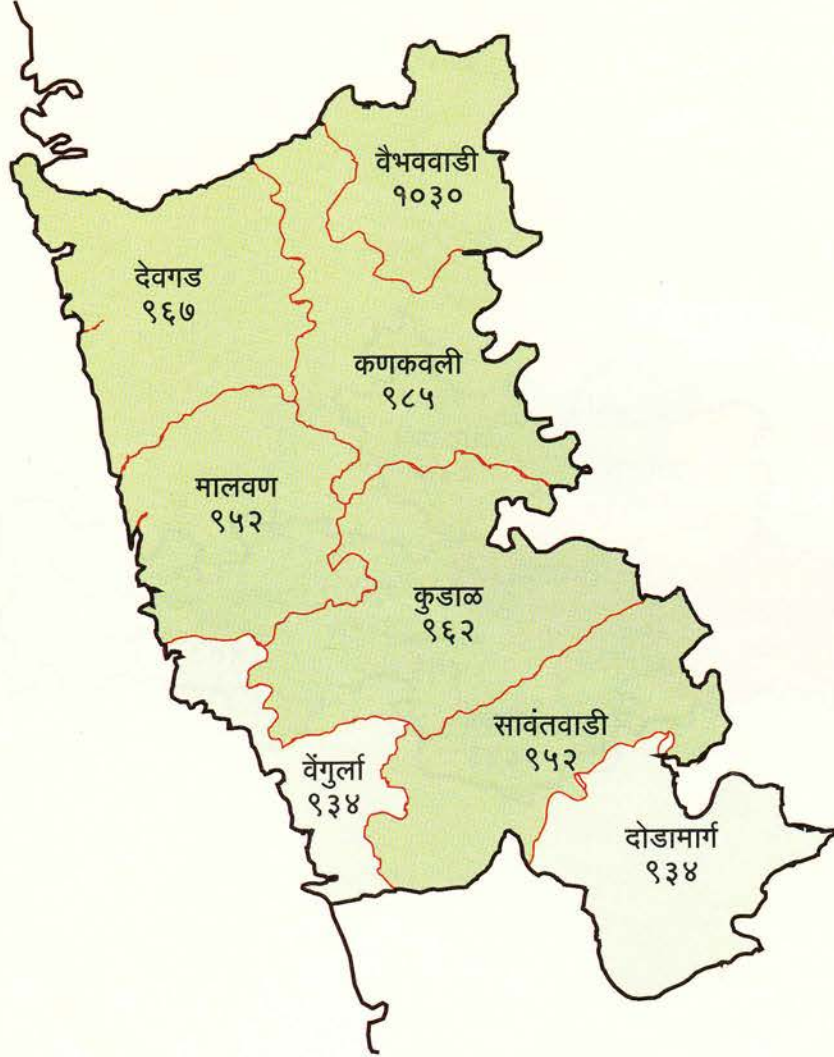 वैभववाडी
१०३०
देवगड
९६७
कणकवली
९८५
मालवण
९५२
कुडाळ
९६२
सावंतवाडी
९५२
वेंगुर्ला
९३४
दोडामार्ग
९३४